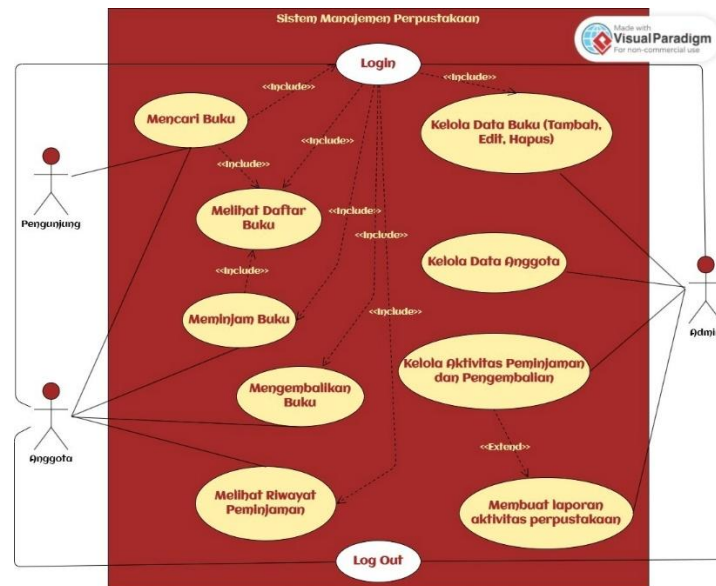 Sistem Manajemen Perpustakaan
Made with
VisualParadigm
For non-commercial use
Login
<<Include>>
<<Include>>
Mencari Buku
Kelola Data Buku (Tambah,
Edit, Hapus)
<<Include>>
<<Include>>
Pengunjung
Melihat Daftar
Buku
<<Include>>
<<Include>>
Kelola Data Anggota
<<Include>>
Meminjam Buku
<<Include>>
Admin
Kelola Aktivitas Peminjaman
dan Pengembalian
Mengembalikan
Buku
Anggota
<<Extend>>
Melihat Riwayat
Peminjaman
Membuat laporan
aktivitas perpustakaan
Log Out